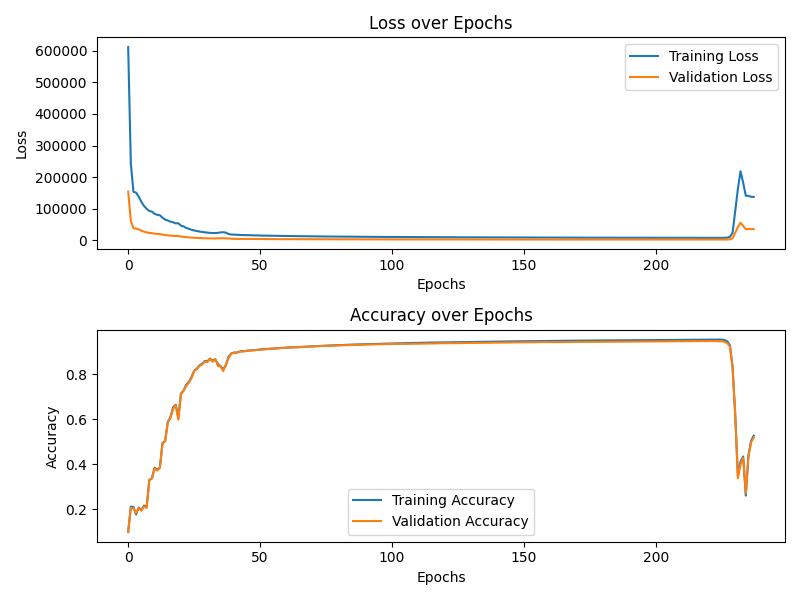 Loss over Epochs
600000
500000
400000
300000
200000
100000
0
Loss
Training Loss
Validation Loss
0 50 100 150 200
Epochs
Accuracy over Epochs
0.8
0.6
0.4
0.2
Accuracy
Training Accuracy
Validation Accuracy
0 50 100 150 200
Epochs